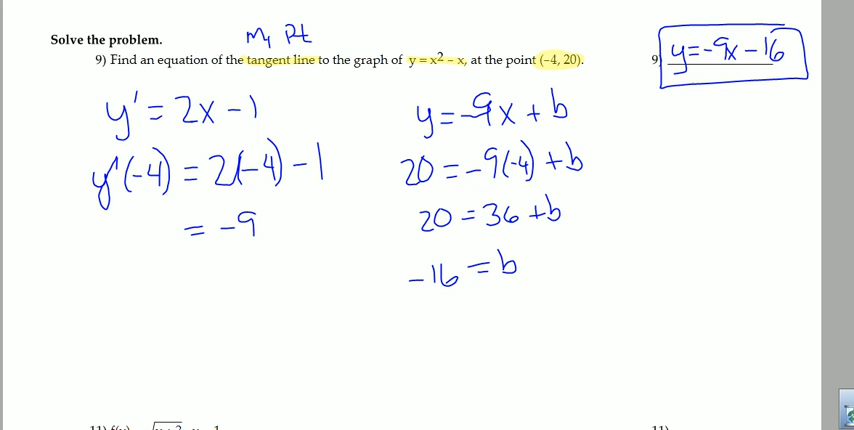 m, Pt
Solve the problem.
9) Find an equation of the tangent line to the graph of y = x² – x, at the point (–4, 20).
9) y = -9x - 16
y' = 2x - 1
y'(-4) = 2(-4) - 1
= -9
y = -9x + b
20 = -9(-4) + b
20 = 36 + b
-16 = b
11)
11)